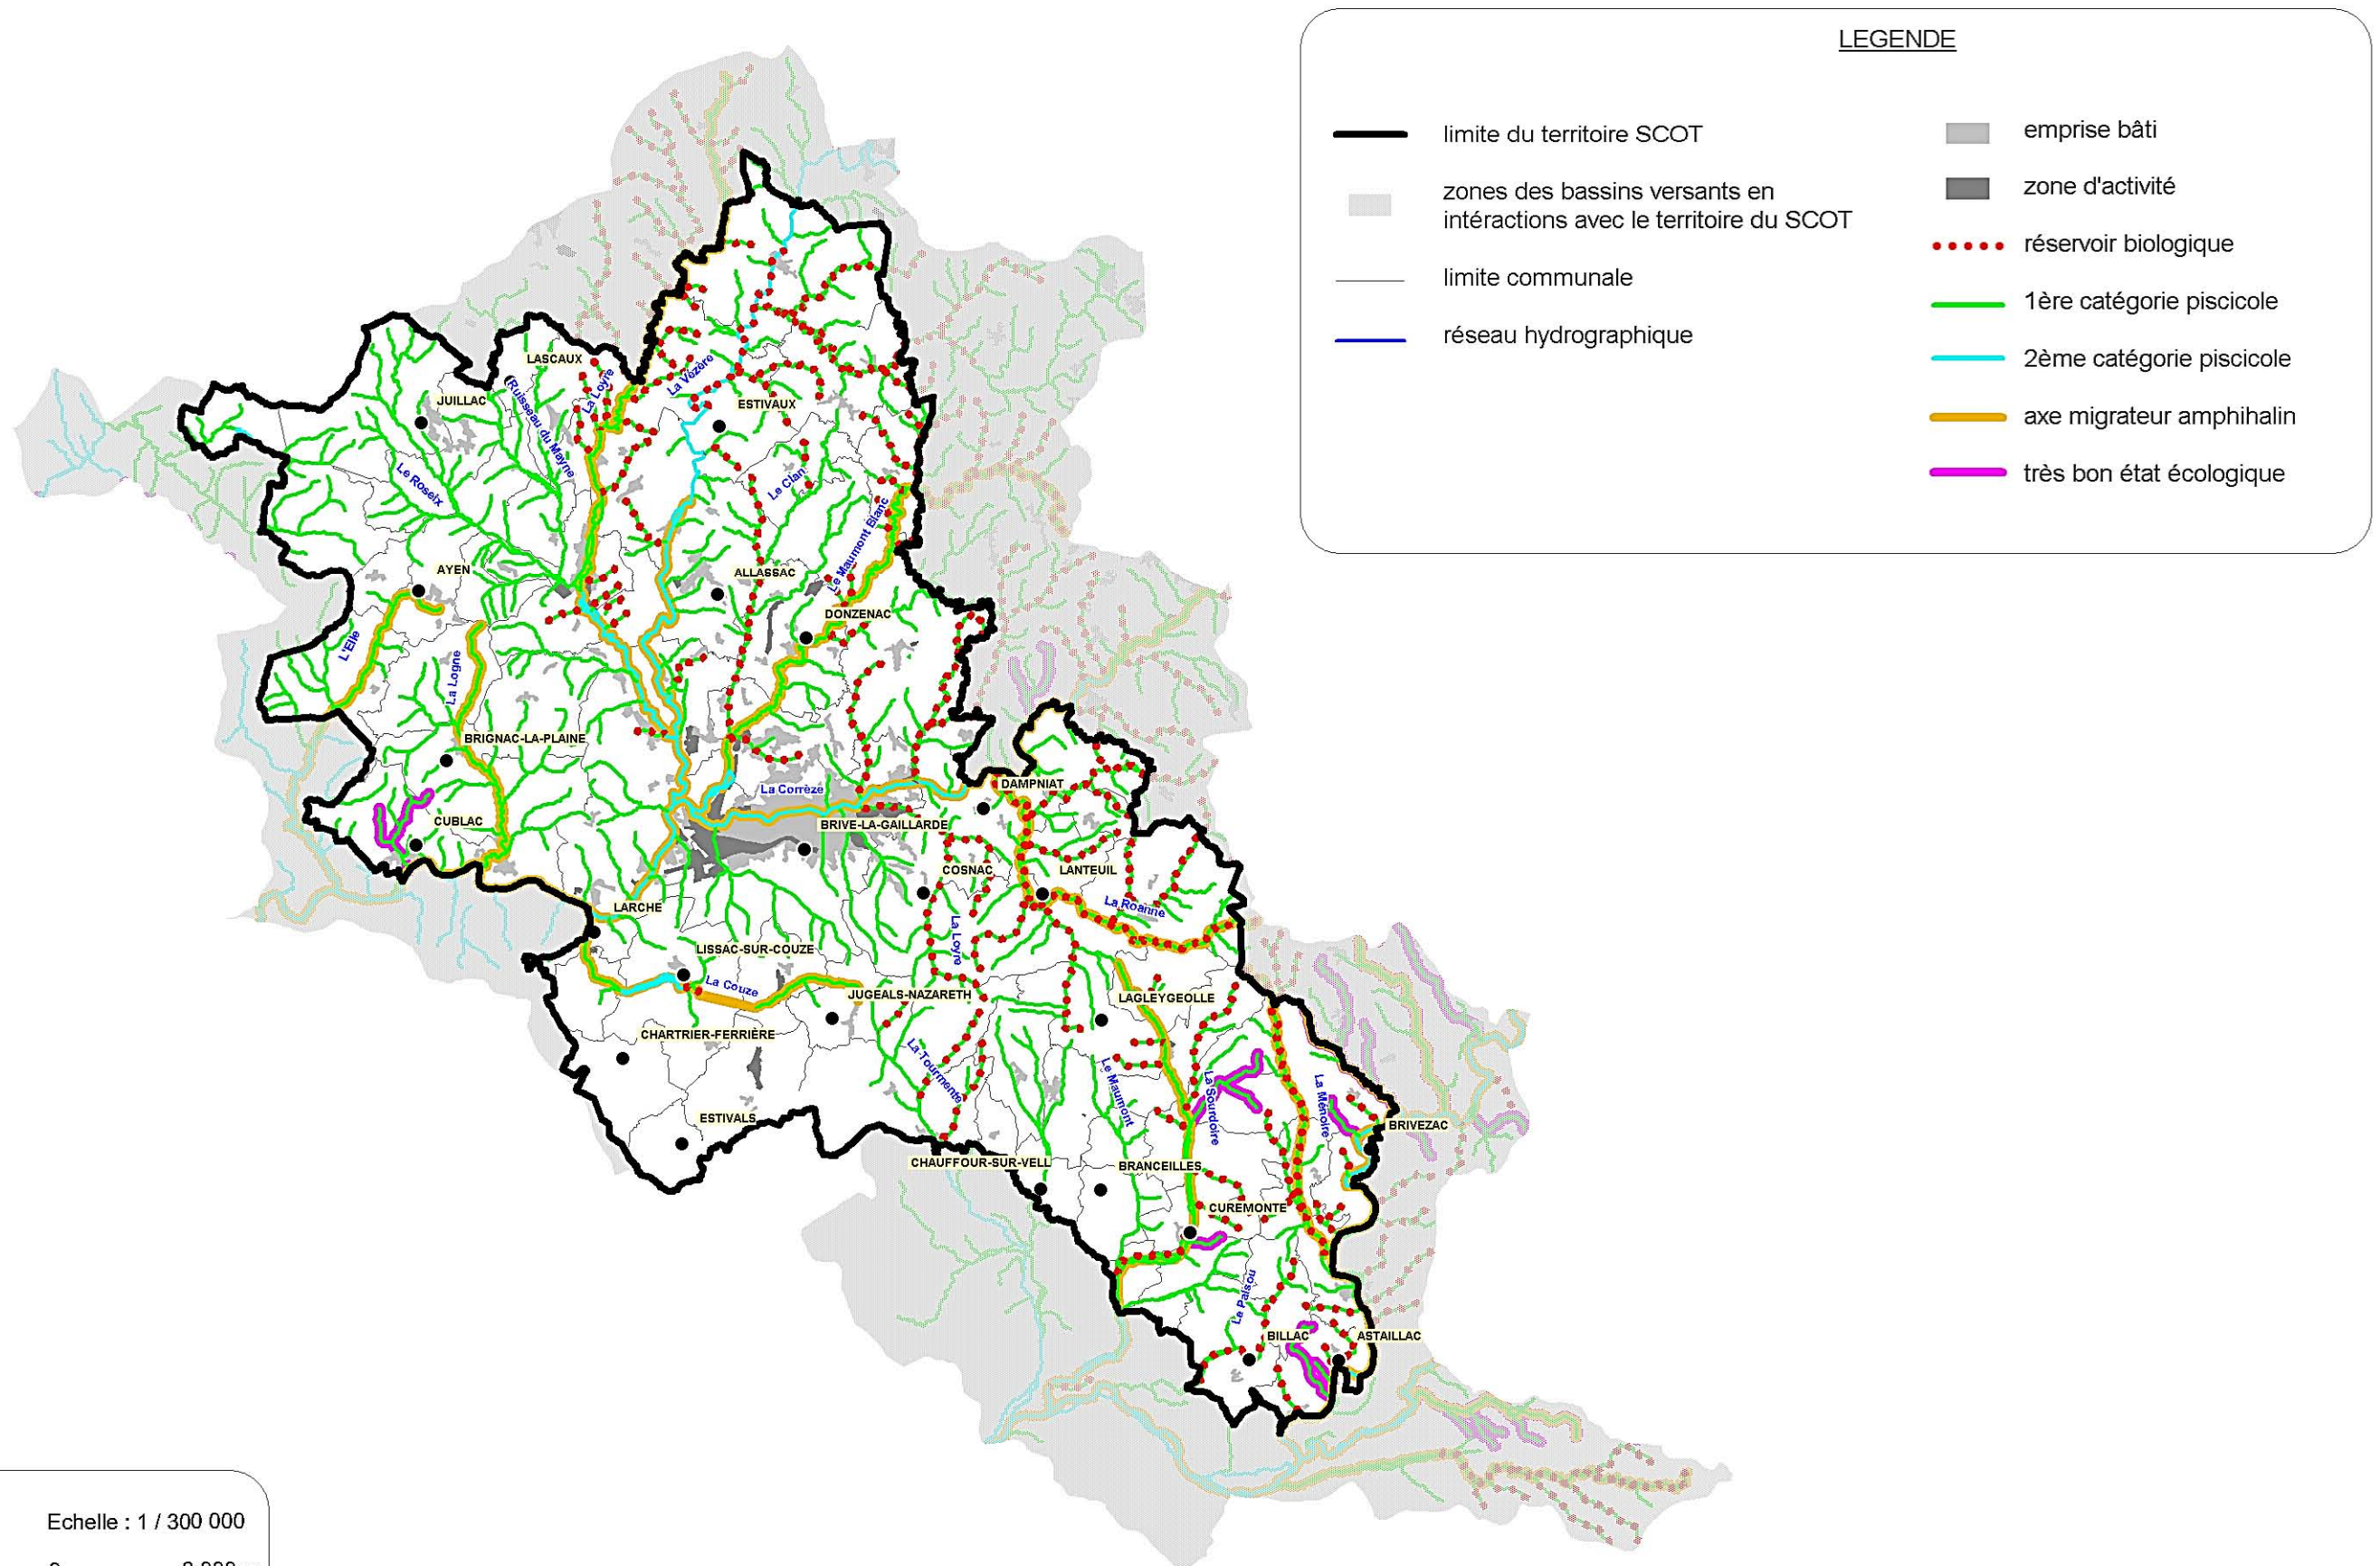 LEGENDE
limite du territoire SCOT
zones des bassins versants en
intéractions avec le territoire du SCOT
limite communale
réseau hydrographique
emprise bâti
zone d'activité
réservoir biologique
1ère catégorie piscicole
2ème catégorie piscicole
axe migrateur amphihalin
très bon état écologique
LASCAUX
JUILLAC
Ruisseau du Mayne
La Loyre
La Vézère
ESTIVAUX
Le Roseix
Le Clan
Le Maumont Blanc
AYEN
ALLASSAC
DONZENAC
L'Elle
La Logne
BRIGNAC-LA-PLAINE
DAMPNIAT
La Corrèze
CUBLAC
BRIVE-LA-GAILLARDE
COSNAC
LANTEUIL
LARCHE
La Roanne
La Loyre
LISSAC-SUR-COUZE
La Couze
JUGEALS-NAZARETH
LAGLEYGEOLLE
CHARTRIER-FERRIÈRE
La Tourmente
Le Maumont
La Sourdoire
La Ménoire
ESTIVALS
BRIVEZAC
CHAUFFOUR-SUR-VELL
BRANCEILLES
CUREMONTE
Le Palsou
BILLAC
ASTAILLAC
Echelle : 1 / 300 000